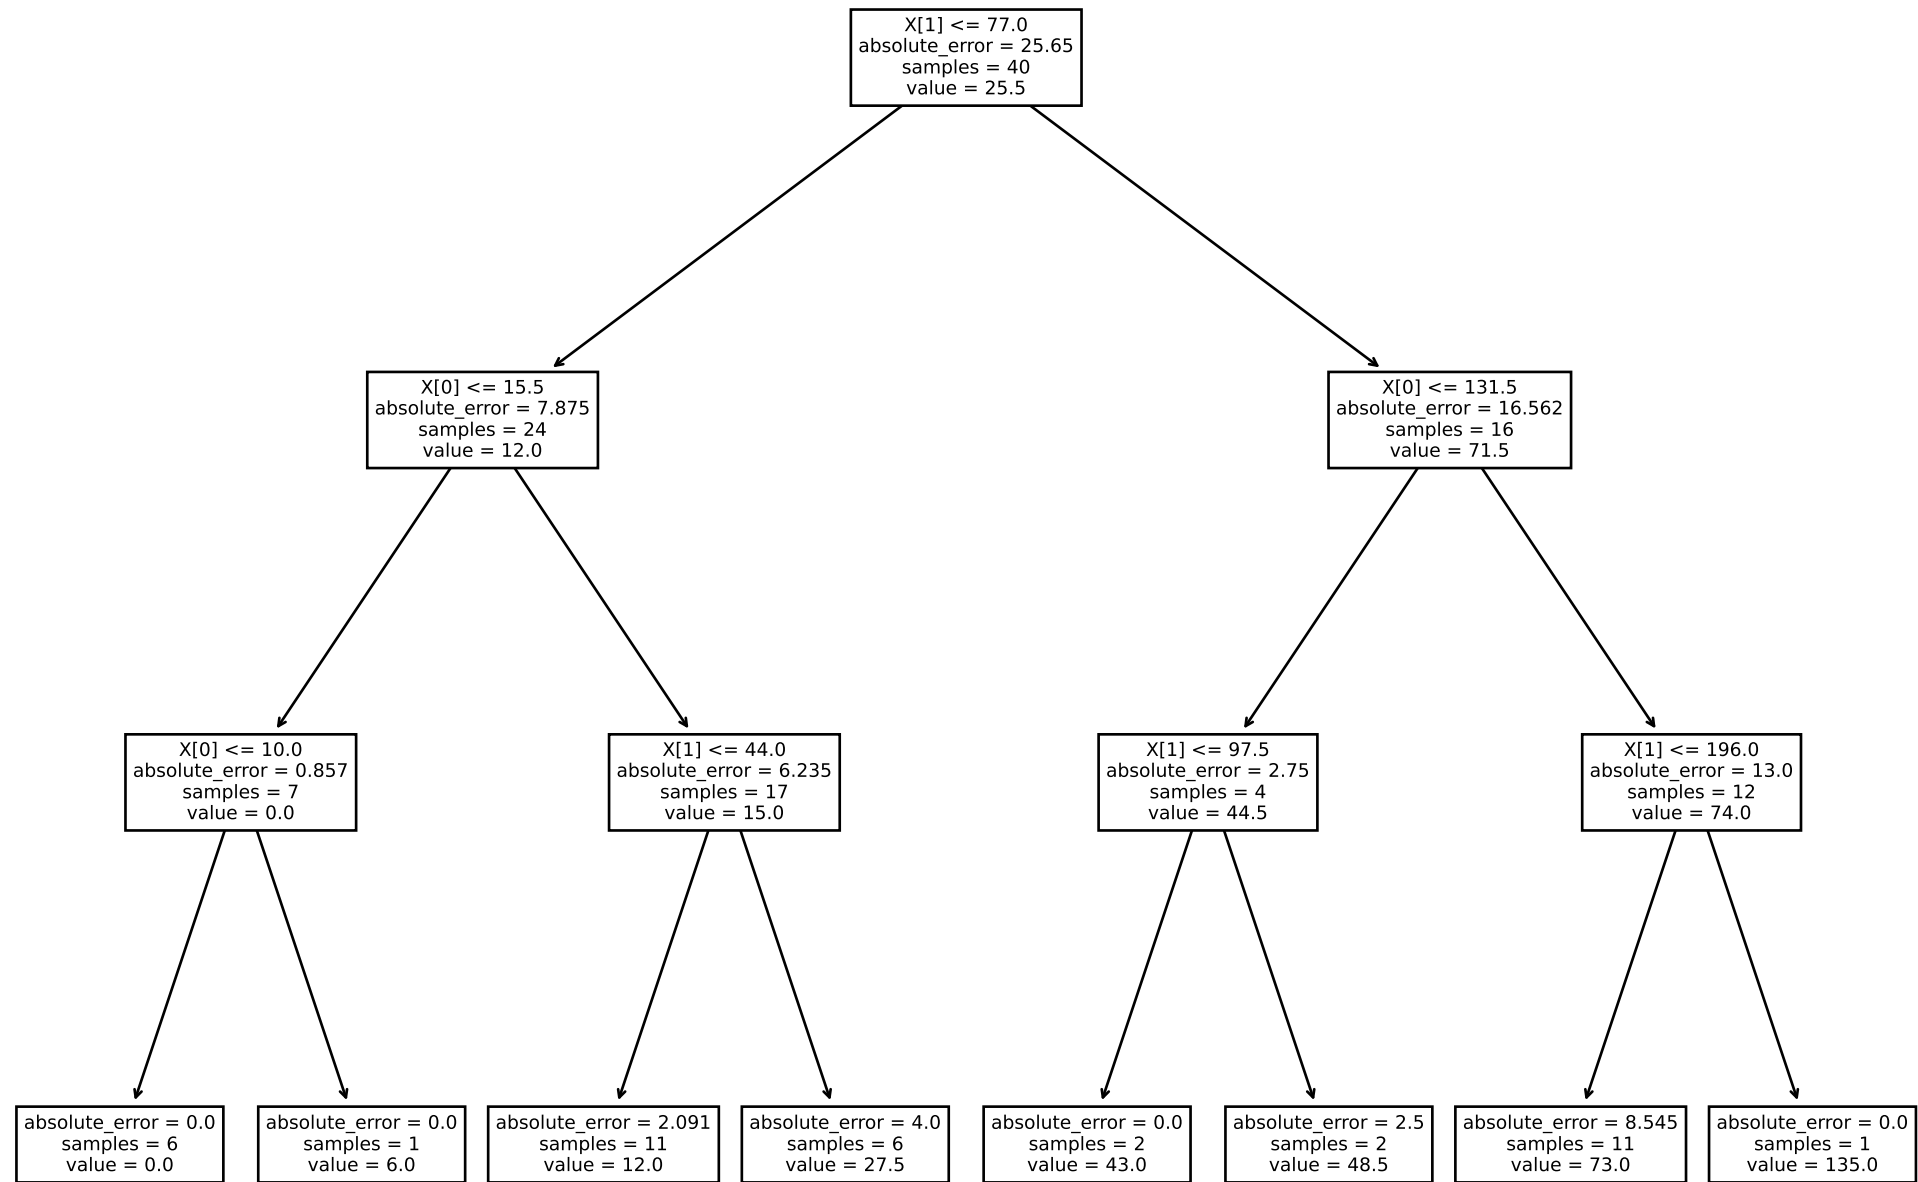 X[1] <= 77.0
absolute_error = 25.65
samples = 40
value = 25.5
X[0] <= 15.5
absolute_error = 7.875
samples = 24
value = 12.0
X[0] <= 131.5
absolute_error = 16.562
samples = 16
value = 71.5
X[0] <= 10.0
absolute_error = 0.857
samples = 7
value = 0.0
X[1] <= 44.0
absolute_error = 6.235
samples = 17
value = 15.0
X[1] <= 97.5
absolute_error = 2.75
samples = 4
value = 44.5
X[1] <= 196.0
absolute_error = 13.0
samples = 12
value = 74.0
absolute_error = 0.0
samples = 6
value = 0.0
absolute_error = 0.0
samples = 1
value = 6.0
absolute_error = 2.091
samples = 11
value = 12.0
absolute_error = 4.0
samples = 6
value = 27.5
absolute_error = 0.0
samples = 2
value = 43.0
absolute_error = 2.5
samples = 2
value = 48.5
absolute_error = 8.545
samples = 11
value = 73.0
absolute_error = 0.0
samples = 1
value = 135.0